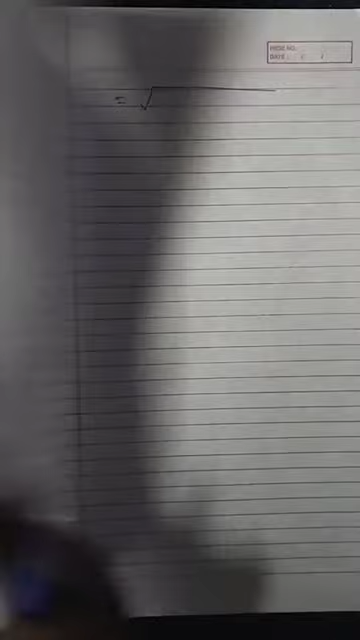 PAGE NO.
DATE / /
= √